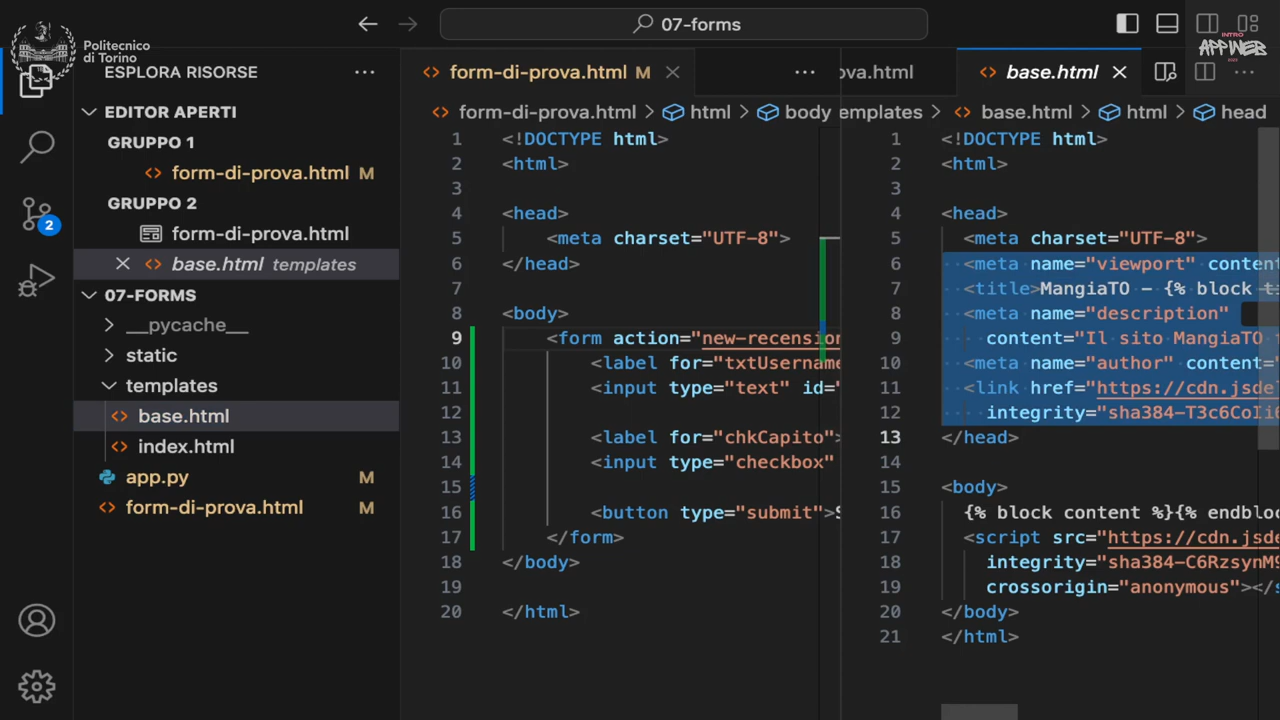 07-forms
Politecnico
di Torino
INTRO
APPWEB
ESPLORA RISORSE
EDITOR APERTI
GRUPPO 1
form-di-prova.html M
GRUPPO 2
form-di-prova.html
base.html templates
07-FORMS
__pycache__
static
templates
base.html
index.html
app.py M
form-di-prova.html M
form-di-prova.html M
form-di-prova.html > html > body
1 <!DOCTYPE html>
2 <html>
3
4 <head>
5 <meta charset="UTF-8">
6 </head>
7
8 <body>
9 <form action="new-recension
10 <label for="txtUsername
11 <input type="text" id="
12
13 <label for="chkCapito">
14 <input type="checkbox"
15
16 <button type="submit">S
17 </form>
18 </body>
19
20 </html>
ova.html
base.html
templates > base.html > html > head
1 <!DOCTYPE html>
2 <html>
3
4 <head>
5 <meta charset="UTF-8">
6 <meta name="viewport" conten
7 <title>MangiaTO – {% block ti
8 <meta name="description"
9 content="Il sito MangiaTO
10 <meta name="author" content=
11 <link href="https://cdn.jsde
12 integrity="sha384-T3c6CoIi6
13 </head>
14
15 <body>
16 {% block content %}{% endblo
17 <script src="https://cdn.jsde
18 integrity="sha384-C6RzsynM9
19 crossorigin="anonymous"></s
20 </body>
21 </html>
2